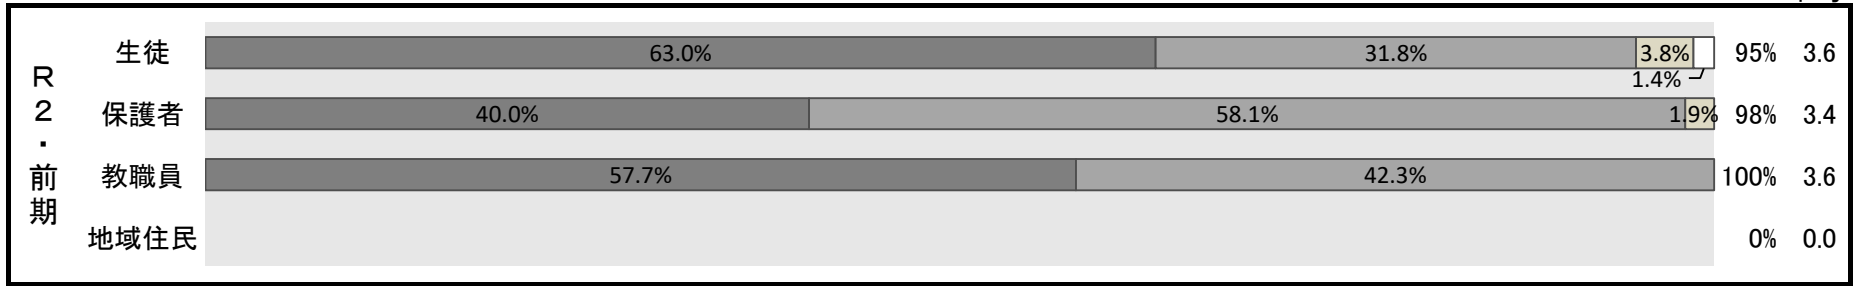 R2・前期
生徒 63.0% 31.8% 3.8% 1.4% 95% 3.6
保護者 40.0% 58.1% 1.9% 98% 3.4
教職員 57.7% 42.3% 100% 3.6
地域住民 0% 0.0